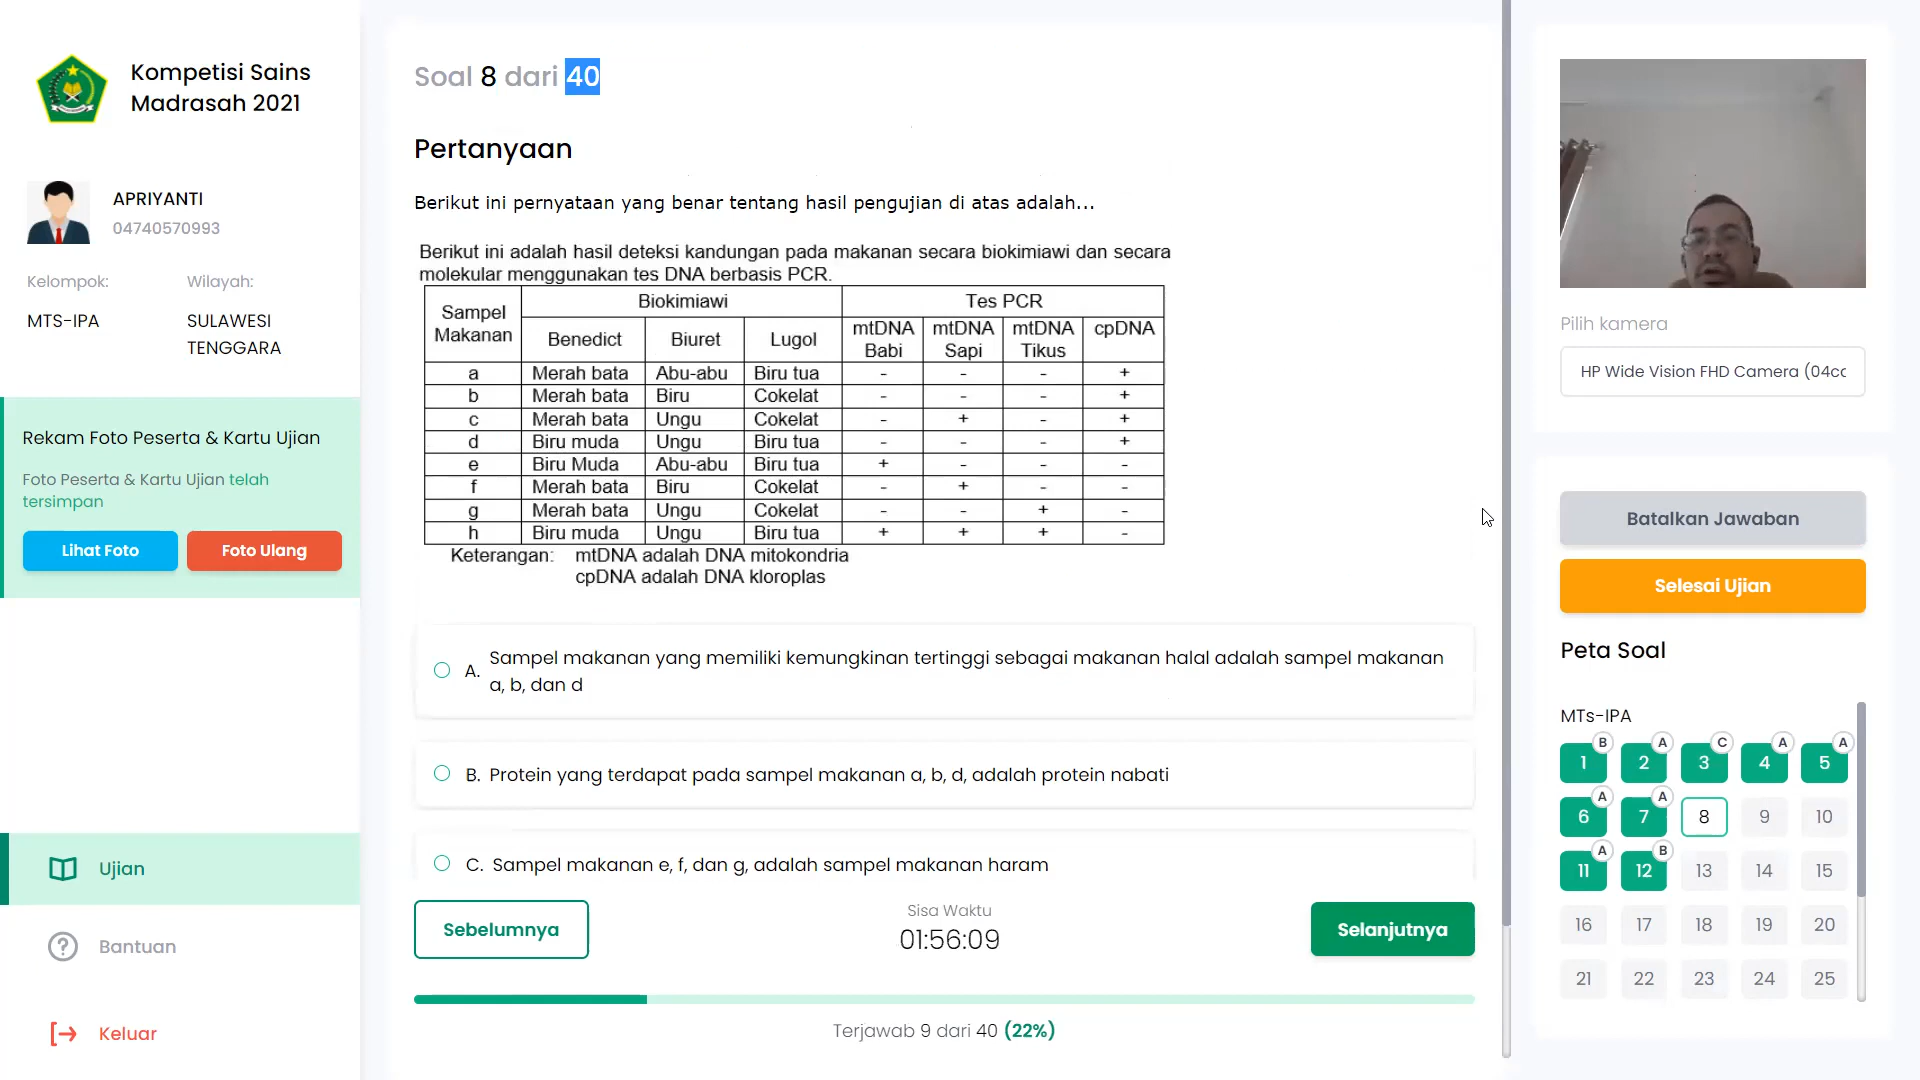 Kompetisi Sains
Madrasah 2021
APRIYANTI
04740570993
Kelompok:
Wilayah:
MTS-IPA
SULAWESI
TENGGARA
Rekam Foto Peserta & Kartu Ujian
Foto Peserta & Kartu Ujian telah
tersimpan
Lihat Foto
Foto Ulang
Ujian
Bantuan
Keluar
Soal 8 dari 40
Pertanyaan
Berikut ini pernyataan yang benar tentang hasil pengujian di atas adalah...
Berikut ini adalah hasil deteksi kandungan pada makanan secara biokimiawi dan secara
molekular menggunakan tes DNA berbasis PCR.
Sampel Makanan Biokimiawi Tes PCR
Benedict Biuret Lugol mtDNA Babi mtDNA Sapi mtDNA Tikus cpDNA
a Merah bata Abu-abu Biru tua - - - +
b Merah bata Biru Cokelat - - - +
c Merah bata Ungu Cokelat - + - +
d Biru muda Ungu Biru tua - - - +
e Biru Muda Abu-abu Biru tua + - - -
f Merah bata Biru Cokelat - + - -
g Merah bata Ungu Cokelat - - + -
h Biru muda Ungu Biru tua + + + -
Keterangan: mtDNA adalah DNA mitokondria
cpDNA adalah DNA kloroplas
A. Sampel makanan yang memiliki kemungkinan tertinggi sebagai makanan halal adalah sampel makanan
a, b, dan d
B. Protein yang terdapat pada sampel makanan a, b, d, adalah protein nabati
C. Sampel makanan e, f, dan g, adalah sampel makanan haram
Sebelumnya
Sisa Waktu
01:56:09
Selanjutnya
Terjawab 9 dari 40 (22%)
Pilih kamera
HP Wide Vision FHD Camera (04cc
Batalkan Jawaban
Selesai Ujian
Peta Soal
MTs-IPA
B A C A A
1 2 3 4 5
A A
6 7 8 9 10
A B
11 12 13 14 15
16 17 18 19 20
21 22 23 24 25